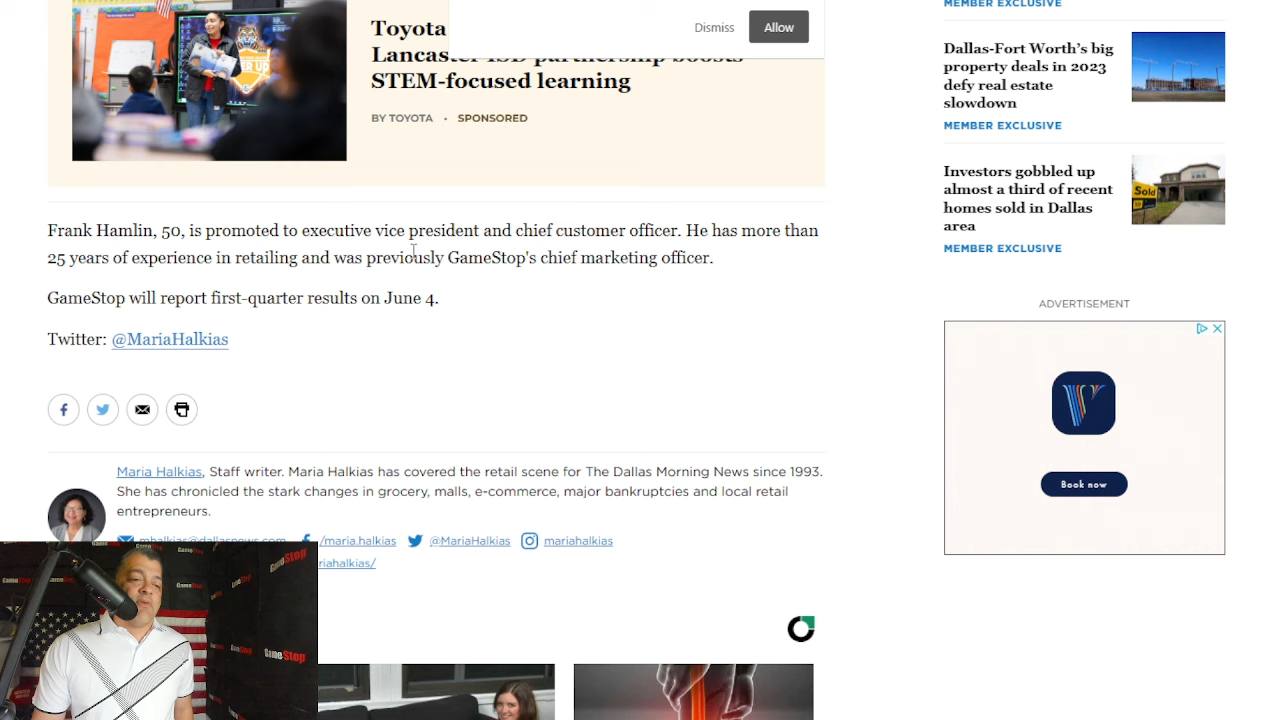 Dismiss
Allow
Toyota
Lancaster ISD partnership boosts
STEM-focused learning
BY TOYOTA • SPONSORED
Frank Hamlin, 50, is promoted to executive vice president and chief customer officer. He has more than
25 years of experience in retailing and was previously GameStop's chief marketing officer.
GameStop will report first-quarter results on June 4.
Twitter: @MariaHalkias
Maria Halkias, Staff writer. Maria Halkias has covered the retail scene for The Dallas Morning News since 1993.
She has chronicled the stark changes in grocery, malls, e-commerce, major bankruptcies and local retail
entrepreneurs.
mhalkias@dallasnews.com /maria.halkias @MariaHalkias mariahalkias
riahalkias/
MEMBER EXCLUSIVE
Dallas-Fort Worth’s big
property deals in 2023
defy real estate
slowdown
MEMBER EXCLUSIVE
Investors gobbled up
almost a third of recent
homes sold in Dallas
area
MEMBER EXCLUSIVE
Sold
ADVERTISEMENT
V
Book now
GameStop
GameStop
GameStop
GameStop